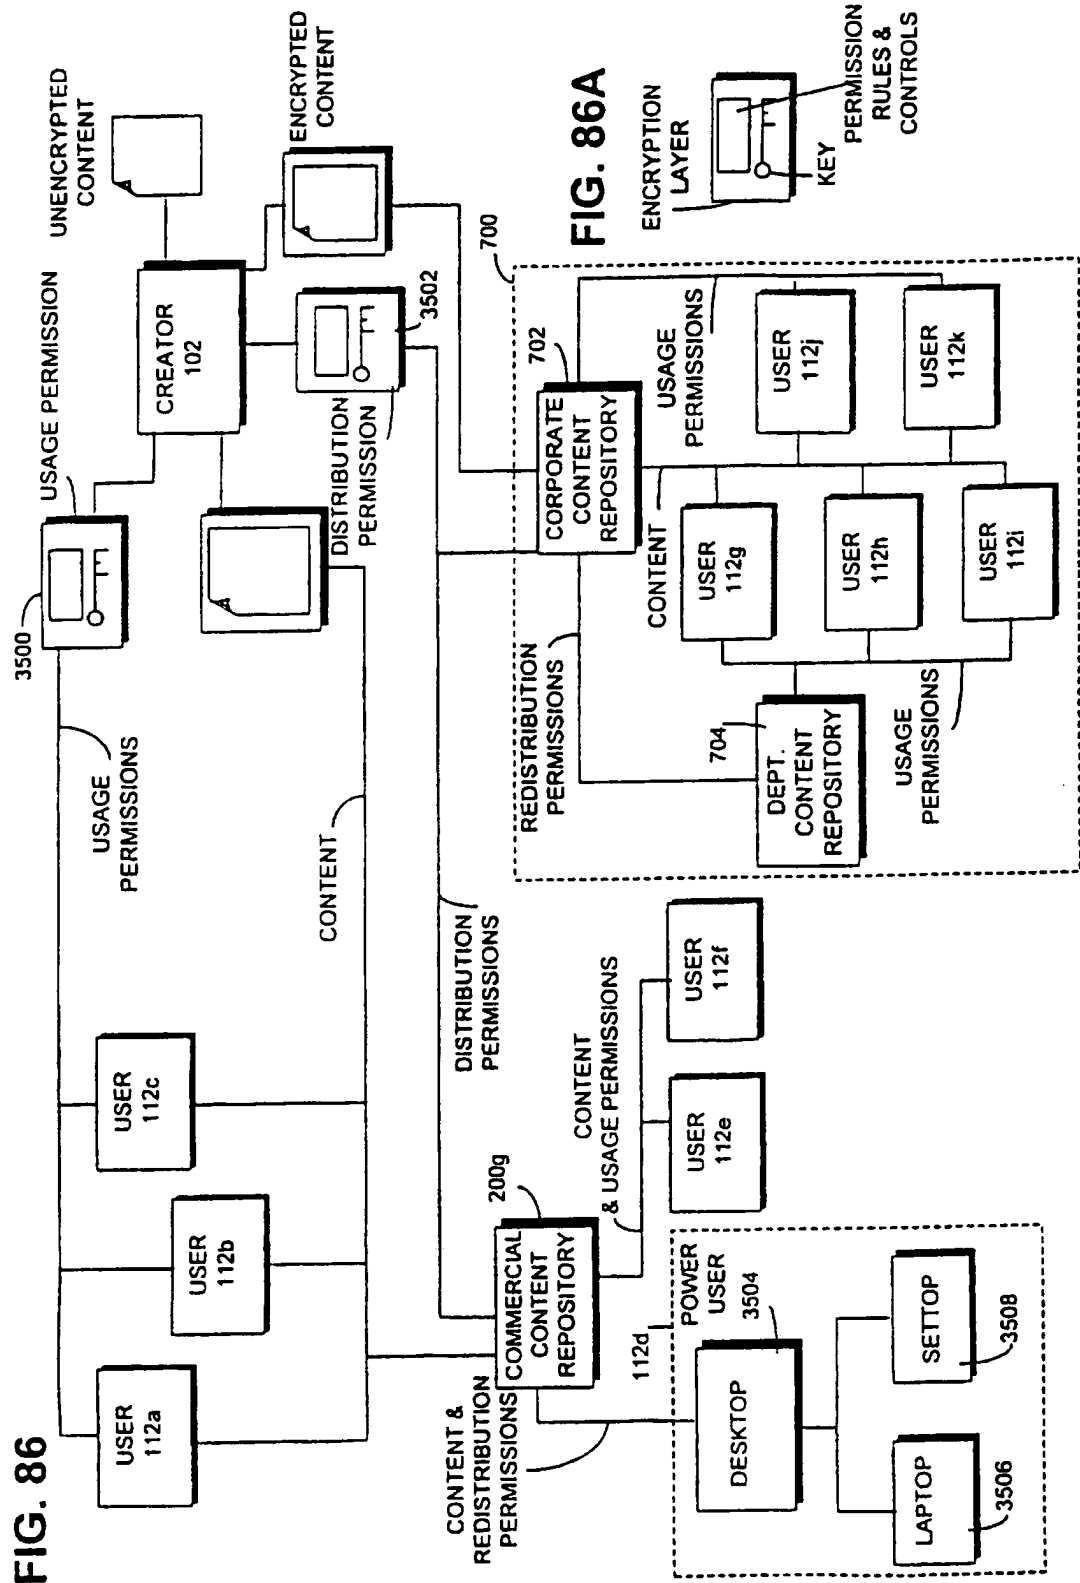 FIG. 86
USER
112a
USER
112b
USER
112c
USAGE
PERMISSIONS
3500
USAGE PERMISSION
CREATOR
102
UNENCRYPTED
CONTENT
CONTENT
ENCRYPTED
CONTENT
DISTRIBUTION
PERMISSION
3502
DISTRIBUTION
PERMISSIONS
COMMERCIAL
CONTENT
REPOSITORY
200g
CONTENT &
REDISTRIBUTION
PERMISSIONS
CONTENT
& USAGE PERMISSIONS
USER
112e
USER
112f
112d
POWER
USER
3504
DESKTOP
LAPTOP
3506
SETTOP
3508
700
CORPORATE
CONTENT
REPOSITORY
702
REDISTRIBUTION
PERMISSIONS
DEPT.
CONTENT
REPOSITORY
704
CONTENT
USAGE
PERMISSIONS
USER
112g
USER
112h
USER
112i
USER
112j
USER
112k
USAGE
PERMISSIONS
FIG. 86A
ENCRYPTION
LAYER
KEY
PERMISSION
RULES &
CONTROLS